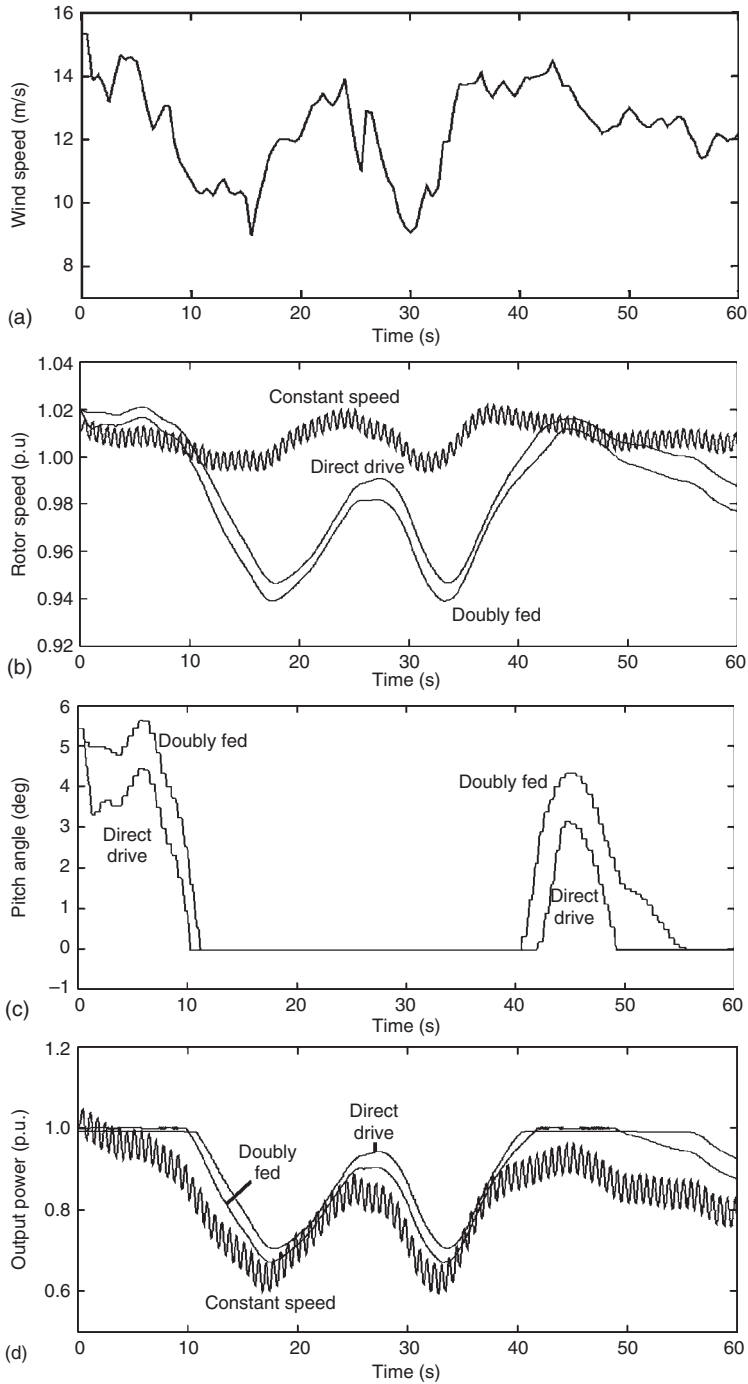 16
14
12
10
8
Wind speed (m/s)
0 10 20 30 40 50 60
Time (s)
(a)
1.04
1.02
1.00
0.98
0.96
0.94
0.92
Rotor speed (p.u)
Constant speed
Direct drive
Doubly fed
0 10 20 30 40 50 60
Time (s)
(b)
6
5
4
3
2
1
0
–1
Pitch angle (deg)
Doubly fed
Direct
drive
Doubly fed
Direct
drive
0 10 20 30 40 50 60
Time (s)
(c)
1.2
1.0
0.8
0.6
Output power (p.u.)
Doubly
fed
Direct
drive
Constant speed
0 10 20 30 40 50 60
Time (s)
(d)